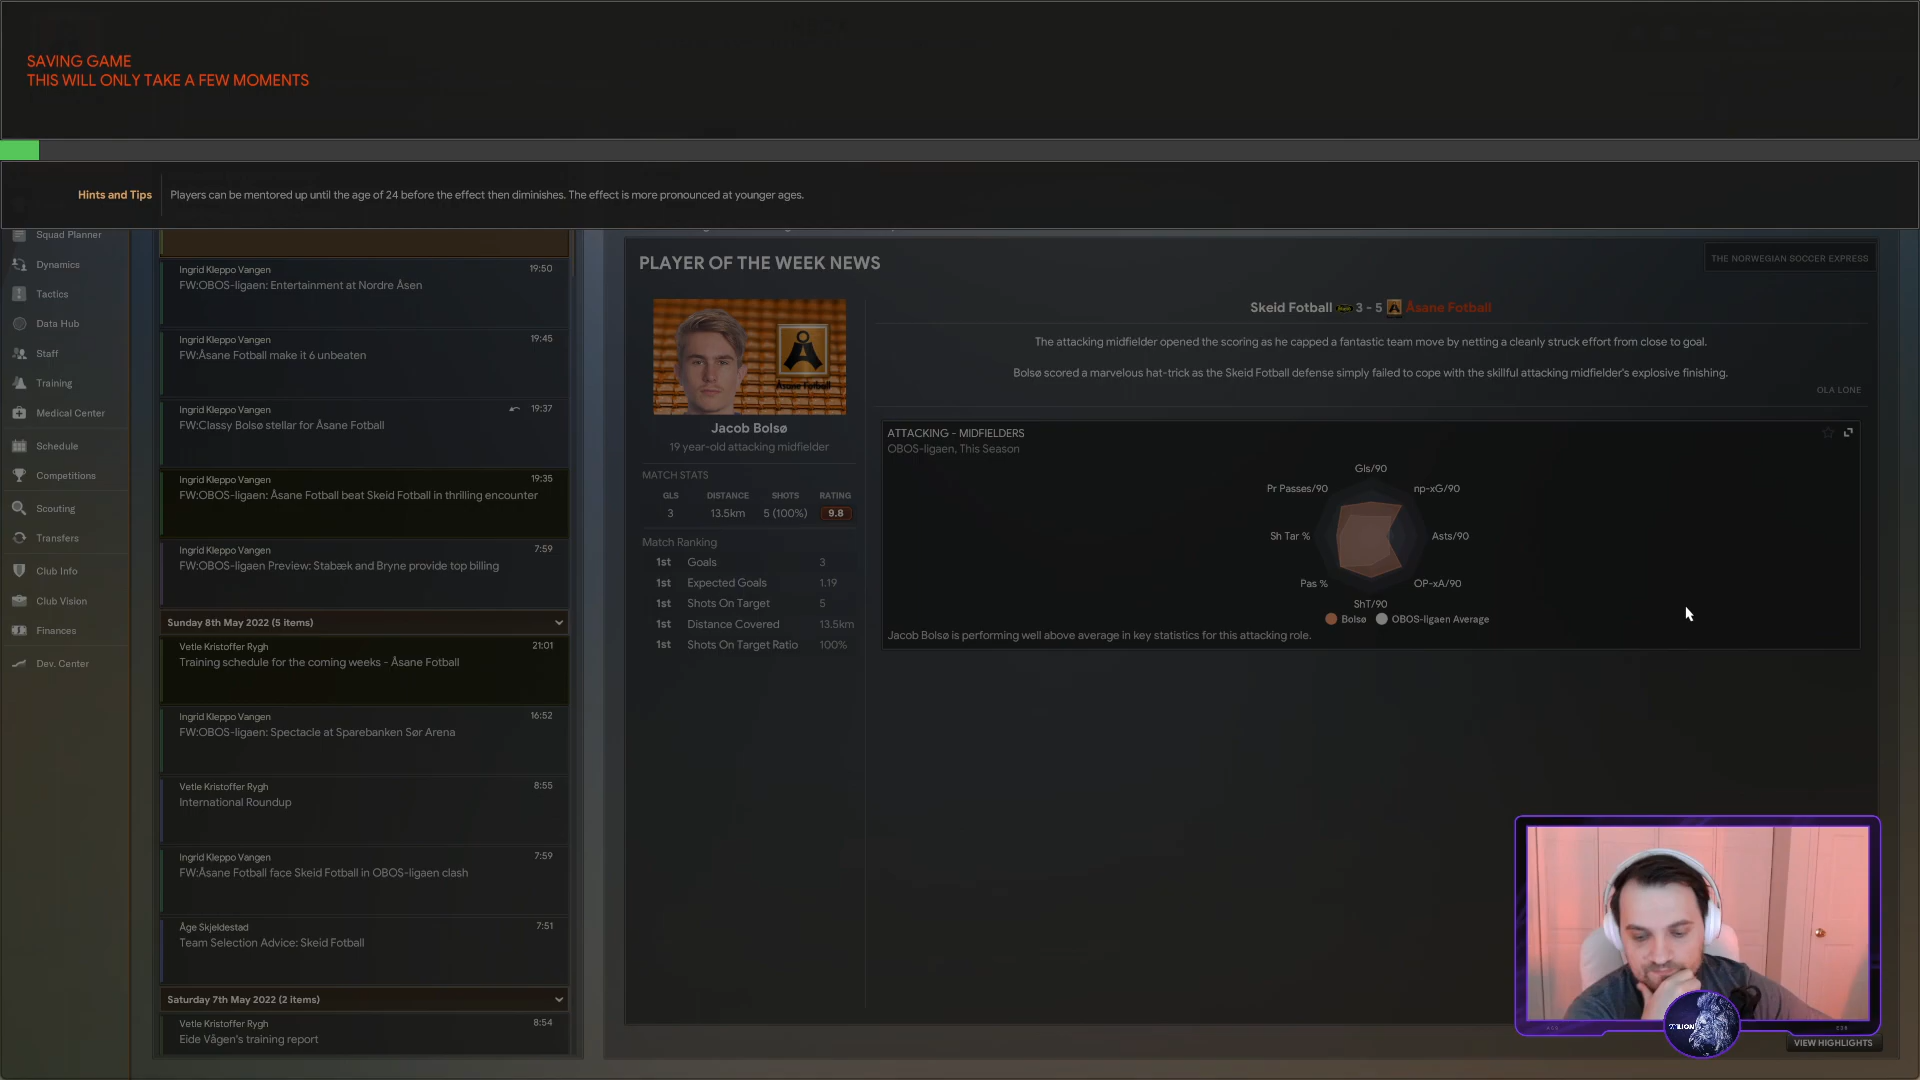 SAVING GAME
THIS WILL ONLY TAKE A FEW MOMENTS
Hints and Tips
Players can be mentored up until the age of 24 before the effect then diminishes. The effect is more pronounced at younger ages.
Squad Planner
Dynamics
Tactics
Data Hub
Staff
Training
Medical Center
Schedule
Competitions
Scouting
Transfers
Club Info
Club Vision
Finances
Dev. Center
Ingrid Kleppo Vangen 19:50
FW:OBOS-ligaen: Entertainment at Nordre Åsen
Ingrid Kleppo Vangen 19:45
FW:Åsane Fotball make it 6 unbeaten
Ingrid Kleppo Vangen 19:37
FW:Classy Bolsø stellar for Åsane Fotball
Ingrid Kleppo Vangen 19:35
FW:OBOS-ligaen: Åsane Fotball beat Skeid Fotball in thrilling encounter
Ingrid Kleppo Vangen 7:59
FW:OBOS-ligaen Preview: Stabæk and Bryne provide top billing
Sunday 8th May 2022 (5 items)
Vetle Kristoffer Rygh 21:01
Training schedule for the coming weeks - Åsane Fotball
Ingrid Kleppo Vangen 16:52
FW:OBOS-ligaen: Spectacle at Sparebanken Sør Arena
Vetle Kristoffer Rygh 8:55
International Roundup
Ingrid Kleppo Vangen 7:59
FW:Åsane Fotball face Skeid Fotball in OBOS-ligaen clash
Åge Skjeldestad 7:51
Team Selection Advice: Skeid Fotball
Saturday 7th May 2022 (2 items)
Vetle Kristoffer Rygh 8:54
Eide Vågen's training report
PLAYER OF THE WEEK NEWS
THE NORWEGIAN SOCCER EXPRESS
Åsane Fotball
Jacob Bolsø
19 year-old attacking midfielder
MATCH STATS
GLS DISTANCE SHOTS RATING
3 13.5km 5 (100%) 9.8
Match Ranking
1st Goals 3
1st Expected Goals 1.19
1st Shots On Target 5
1st Distance Covered 13.5km
1st Shots On Target Ratio 100%
Skeid Fotball 3 - 5 Åsane Fotball
The attacking midfielder opened the scoring as he capped a fantastic team move by netting a cleanly struck effort from close to goal.
Bolsø scored a marvelous hat-trick as the Skeid Fotball defense simply failed to cope with the skillful attacking midfielder's explosive finishing.
OLA LONE
ATTACKING - MIDFIELDERS
OBOS-ligaen, This Season
Gls/90
Pr Passes/90 np-xG/90
Sh Tar % Asts/90
Pas % OP-xA/90
ShT/90
Bolsø OBOS-ligaen Average
Jacob Bolsø is performing well above average in key statistics for this attacking role.
VIEW HIGHLIGHTS